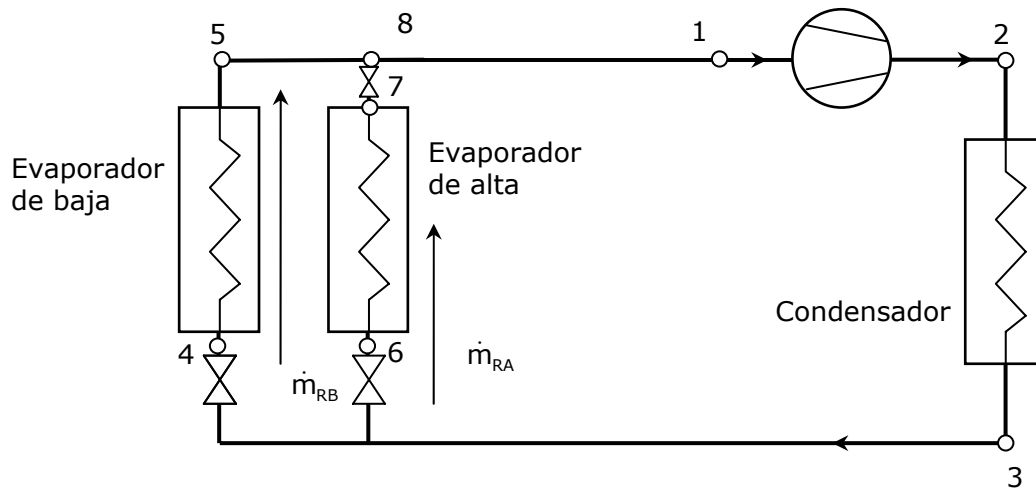 5
8
1
2
7
Evaporador
de baja
Evaporador
de alta
Condensador
4
6
ṁRB
ṁRA
3